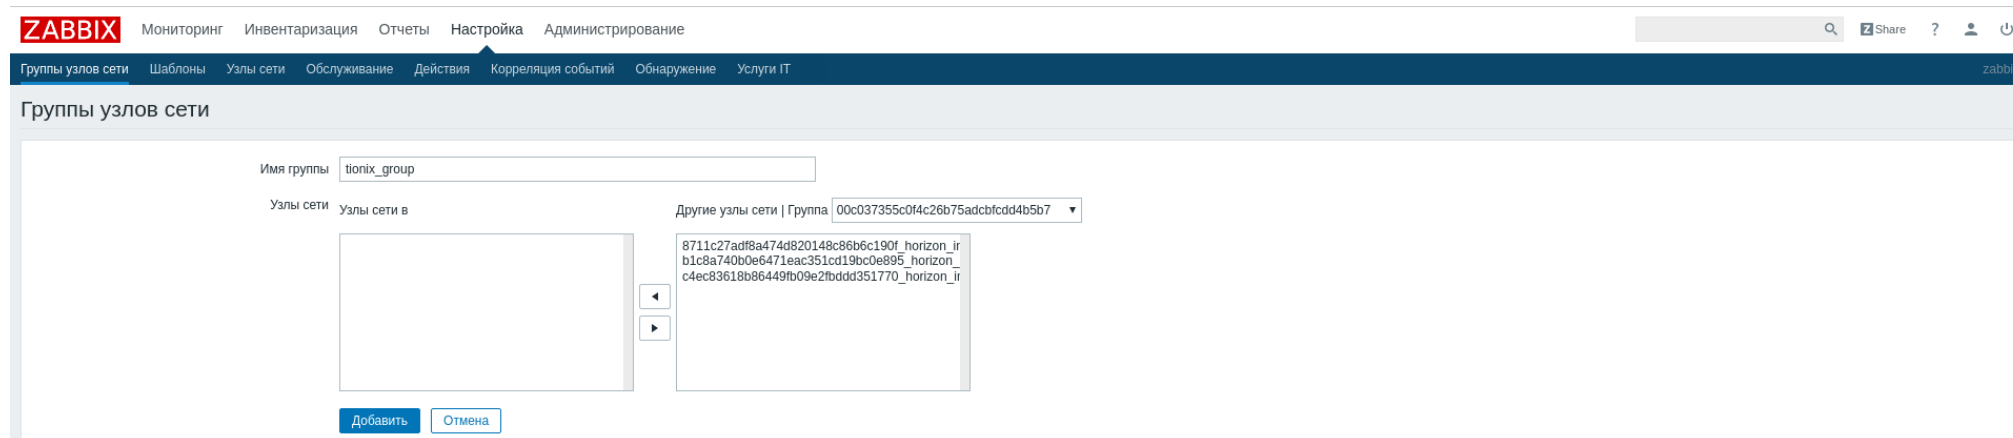 ZABBIX Мониторинг Инвентаризация Отчеты Настройка Администрирование Z Share ?
Группы узлов сети Шаблоны Узлы сети Обслуживание Действия Корреляция событий Обнаружение Услуги IT zabbi
Группы узлов сети
Имя группы tionix_group
Узлы сети Узлы сети в Другие узлы сети | Группа 00c037355c0f4c26b75adcbfcdd4b5b7
8711c27adf8a474d820148c86b6c190f_horizon_ir
b1c8a740b0e6471eac351cd19bc0e895_horizon_
c4ec83618b86449fb09e2fbddd351770_horizon_ir
Добавить Отмена